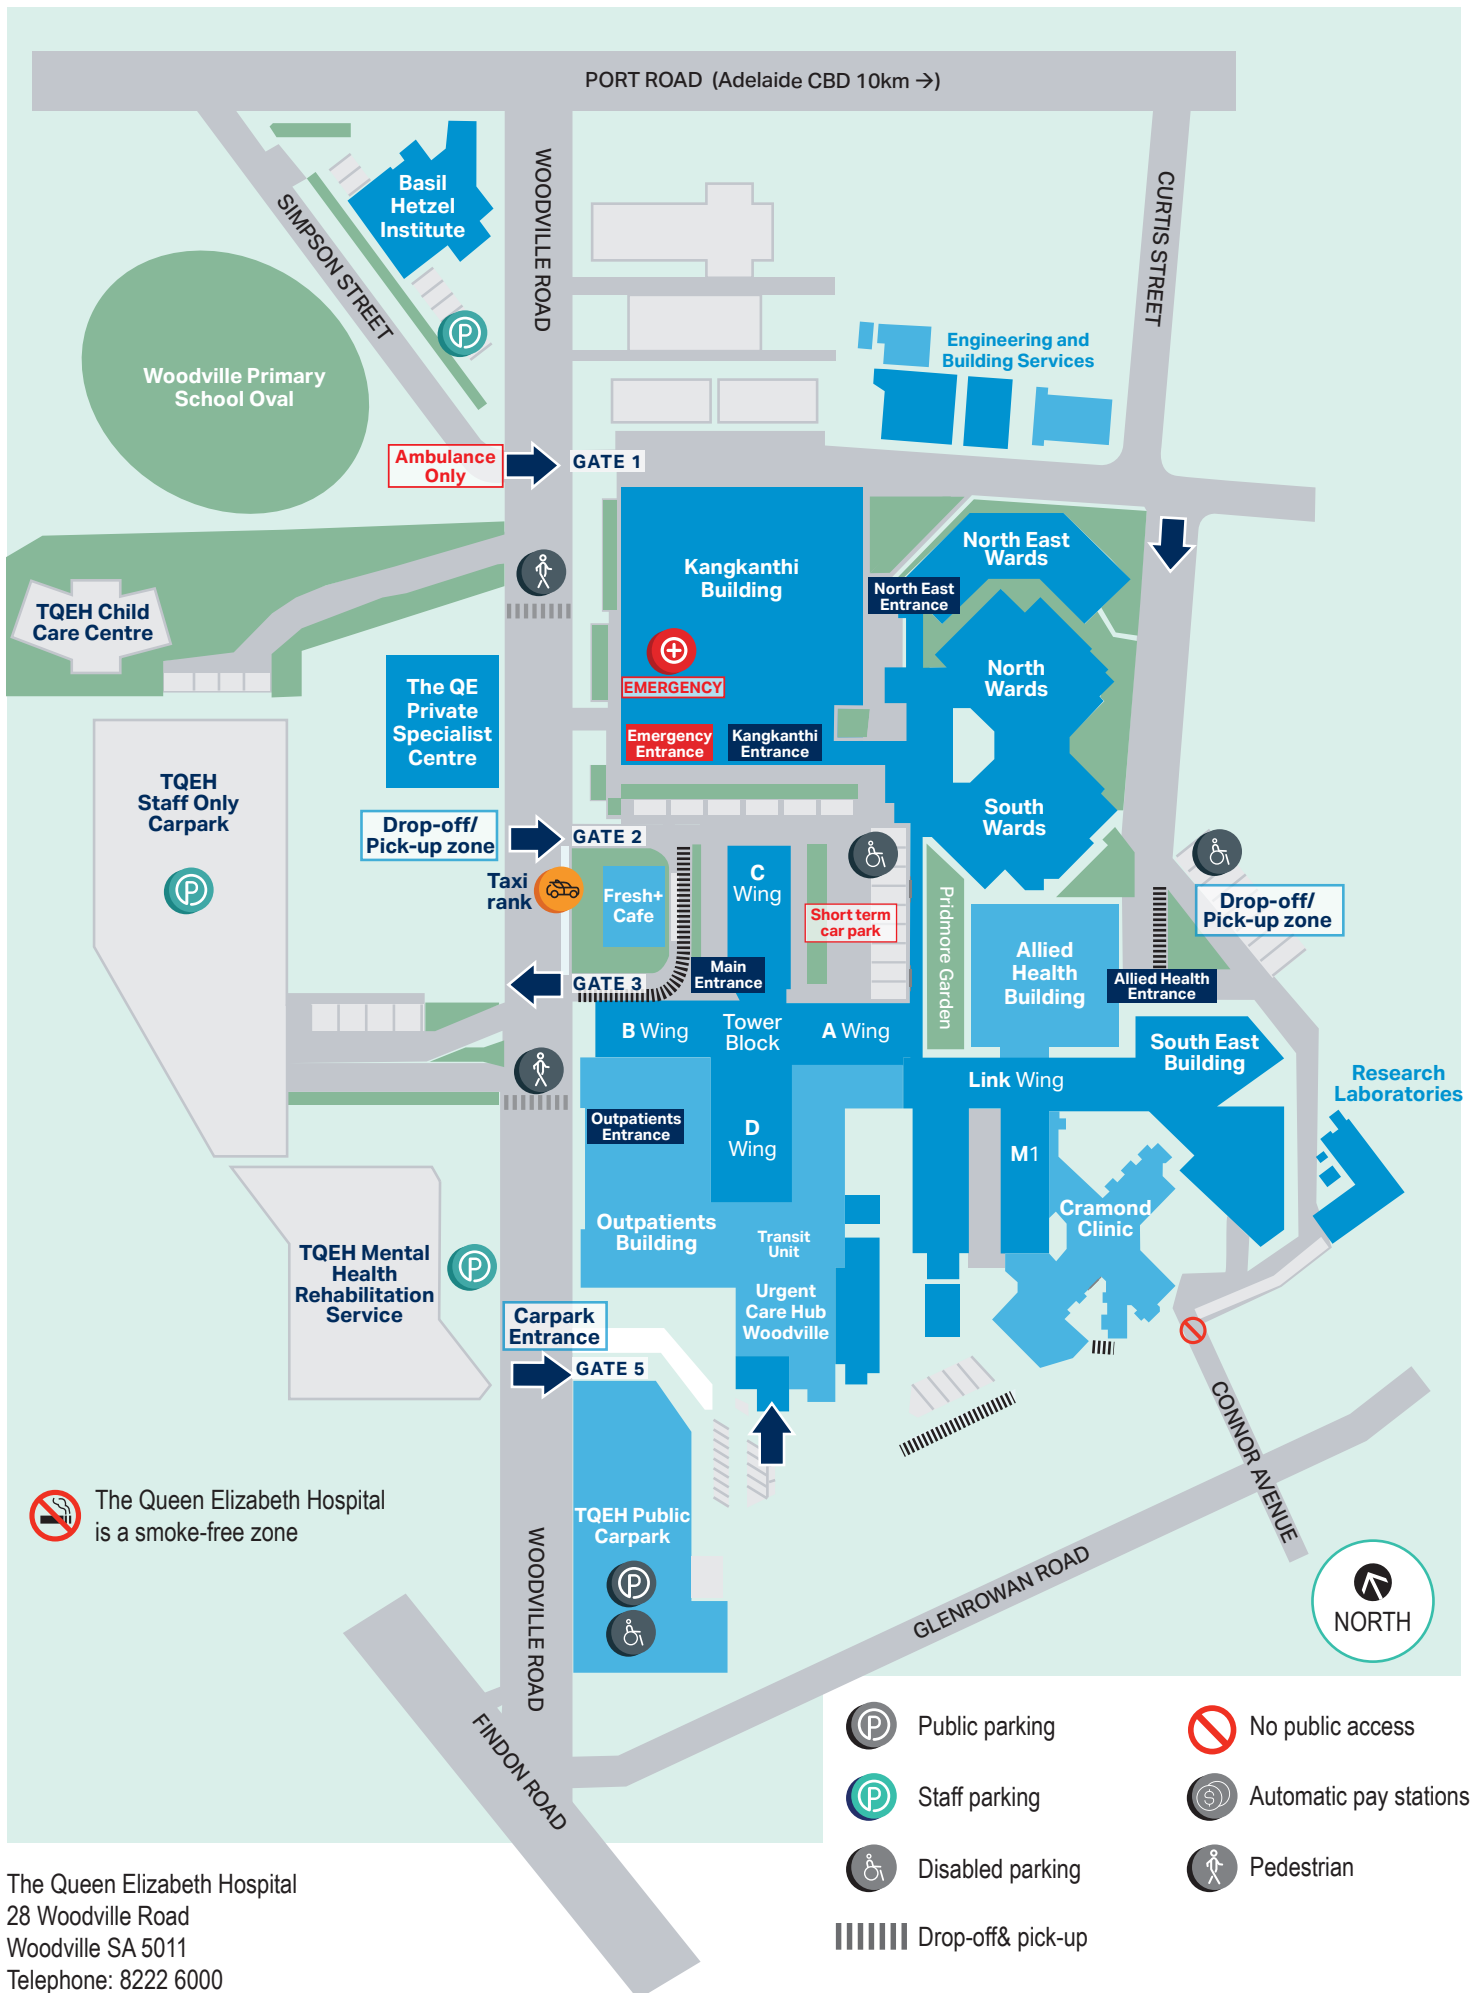 PORT ROAD (Adelaide CBD 10km →)
WOODVILLE ROAD
CURTIS STREET
SIMPSON STREET
Basil
Hetzel
Institute
Woodville Primary
School Oval
Engineering and
Building Services
Ambulance
Only
GATE 1
Kangkanthi
Building
North East
Wards
North East
Entrance
TQEH Child
Care Centre
North
Wards
The QE
Private
Specialist
Centre
EMERGENCY
Emergency
Entrance
Kangkanthi
Entrance
TQEH
Staff Only
Carpark
South
Wards
Drop-off/
Pick-up zone
GATE 2
Taxi
rank
Fresh+
Cafe
C
Wing
Short term
car park
Pridmore Garden
Drop-off/
Pick-up zone
Allied
Health
Building
Main
Entrance
Allied Health
Entrance
GATE 3
B Wing
Tower
Block
A Wing
South East
Building
Link Wing
Research
Laboratories
Outpatients
Entrance
D
Wing
M1
Cramond
Clinic
Outpatients
Building
Transit
Unit
TQEH Mental
Health
Rehabilitation
Service
Urgent
Care Hub
Woodville
Carpark
Entrance
GATE 5
CONNOR AVENUE
The Queen Elizabeth Hospital
is a smoke-free zone
TQEH Public
Carpark
WOODVILLE ROAD
GLENROWAN ROAD
NORTH
FINDON ROAD
Public parking
No public access
Staff parking
Automatic pay stations
Disabled parking
Pedestrian
Drop-off& pick-up
The Queen Elizabeth Hospital
28 Woodville Road
Woodville SA 5011
Telephone: 8222 6000